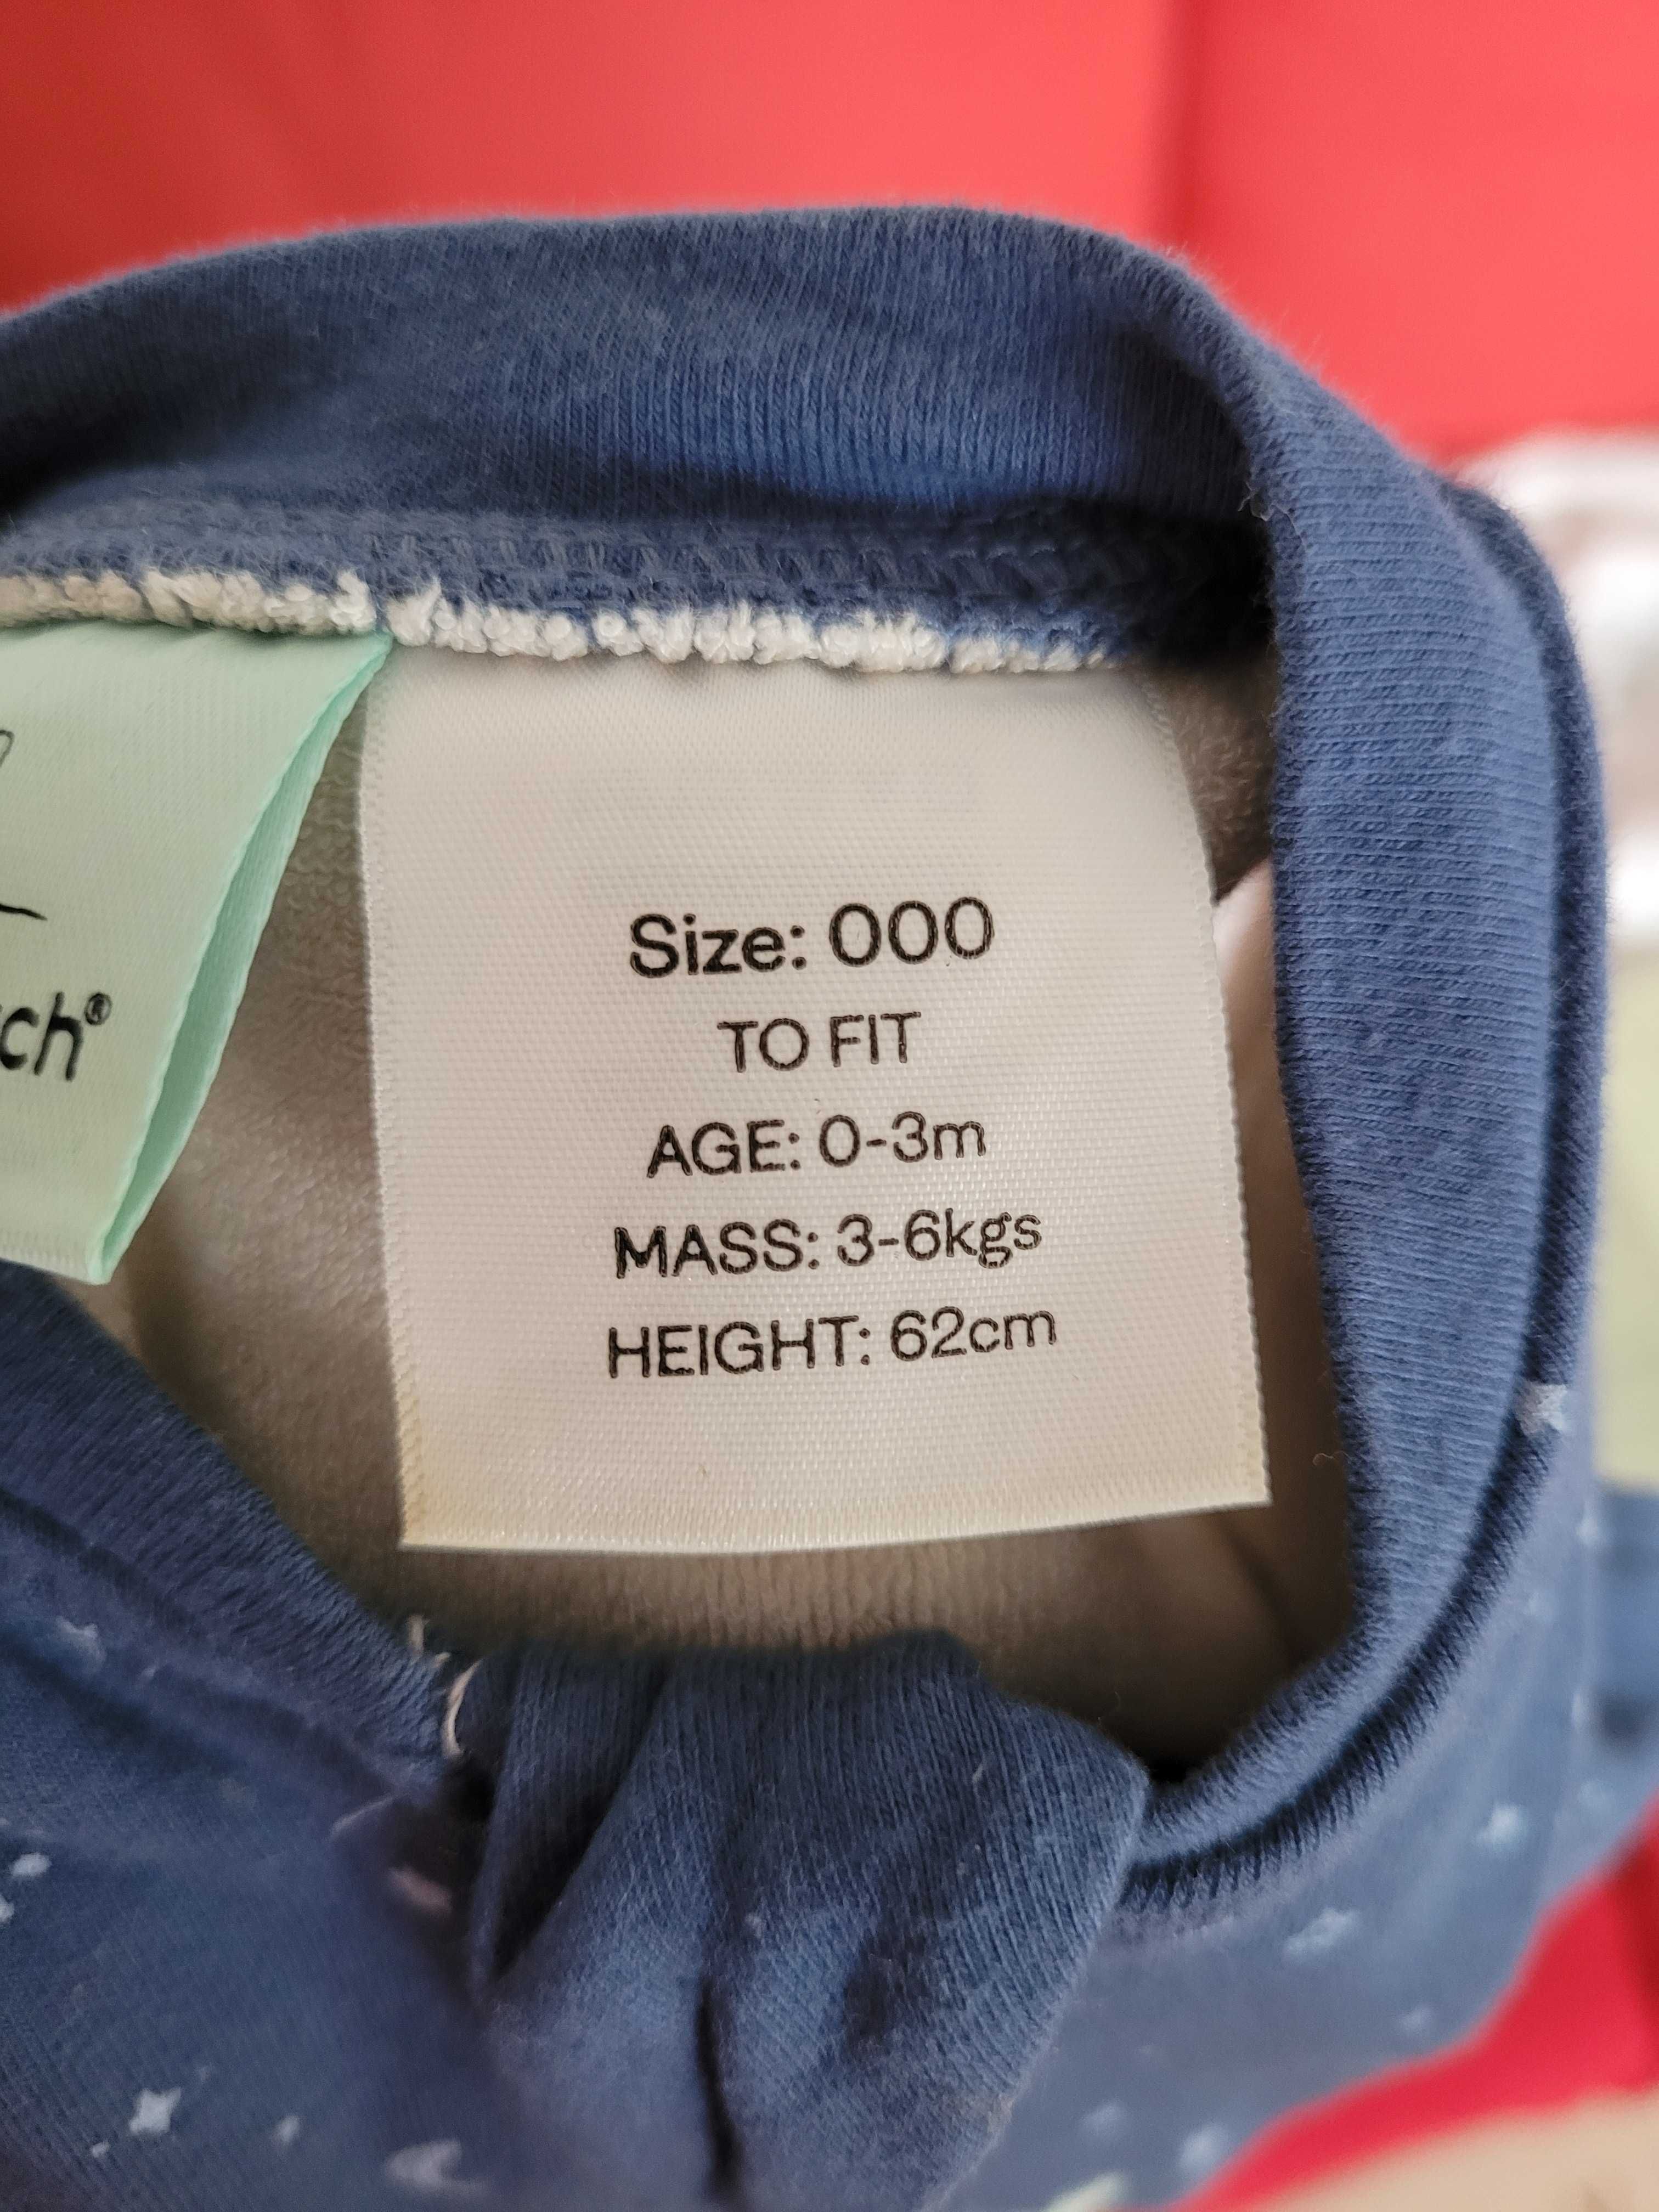 Size: 000
TO FIT
AGE: 0-3m
MASS: 3-6kgs
HEIGHT: 62cm